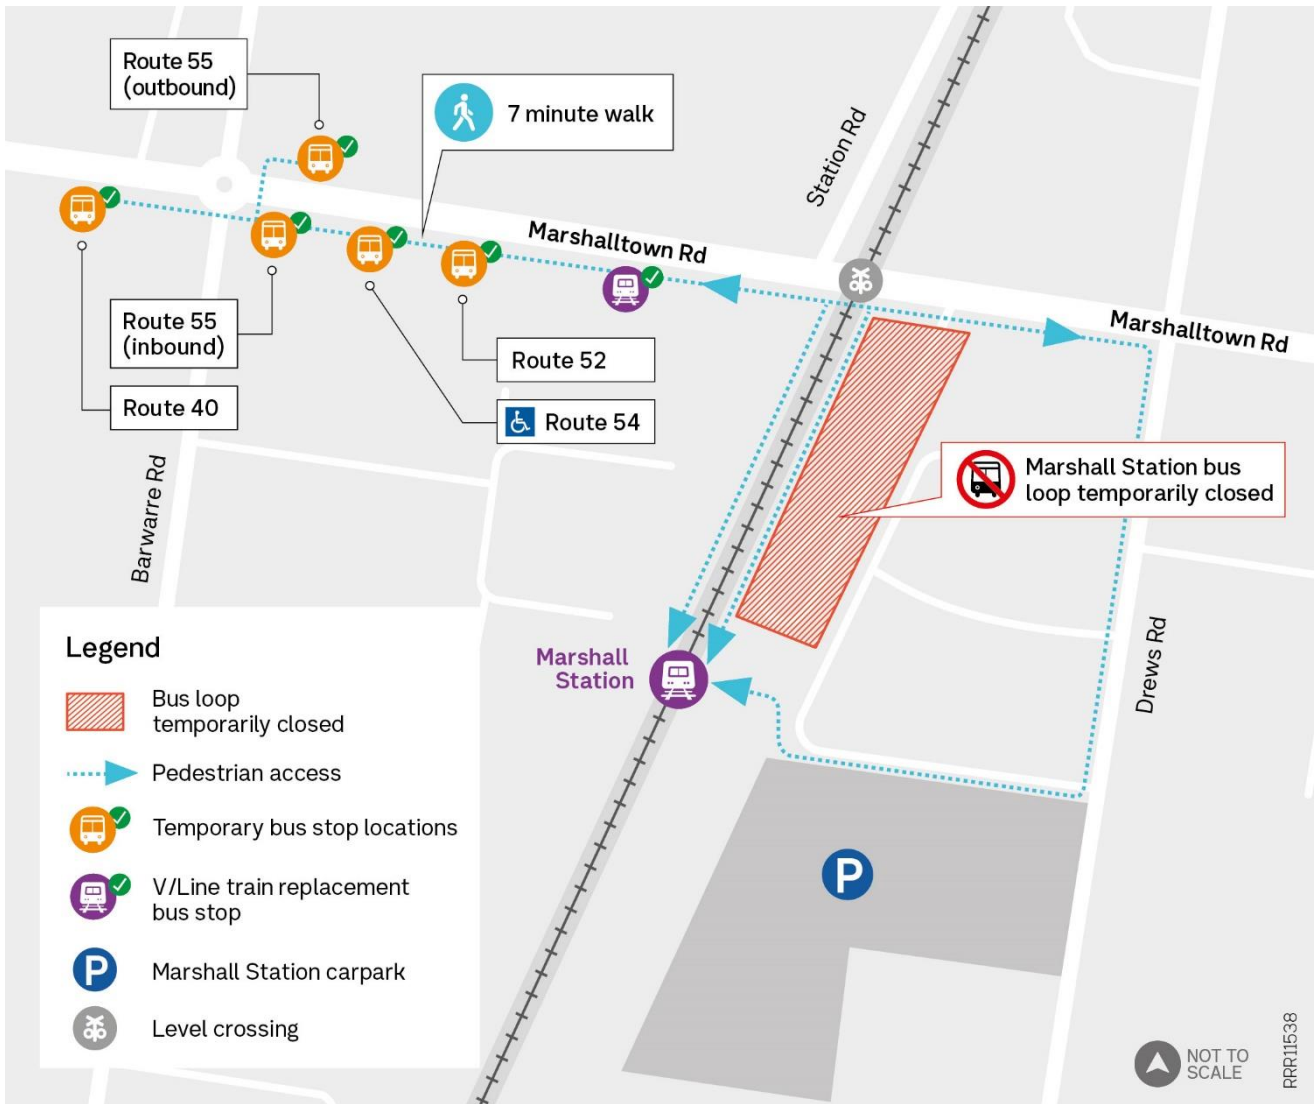 Route 55
(outbound)
7 minute walk
Station Rd
Marshalltown Rd
Route 55
(inbound)
Route 52
Marshalltown Rd
Route 40
Route 54
Marshall Station bus
loop temporarily closed
Barwarre Rd
Legend
Bus loop
temporarily closed
Pedestrian access
Temporary bus stop locations
V/Line train replacement
bus stop
P
Marshall Station carpark
Level crossing
Marshall
Station
Drews Rd
P
NOT TO
SCALE
RRR11538